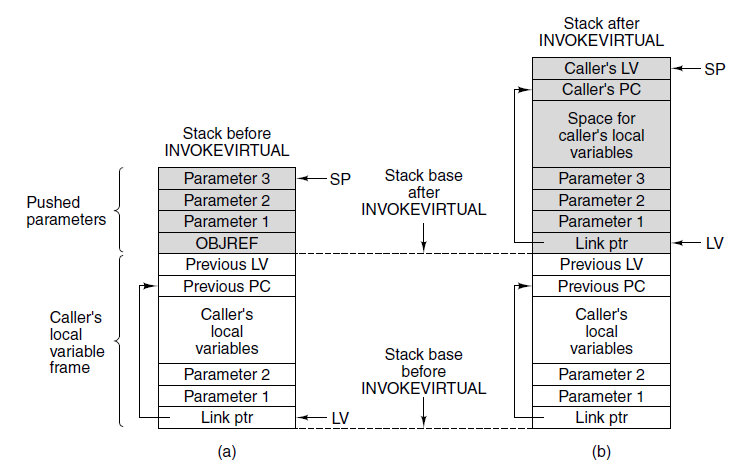 Stack after
INVOKEVIRTUAL
Caller's LV
SP
Caller's PC
Space for
caller's local
variables
Parameter 3
Parameter 2
Parameter 1
Link ptr
LV
Previous LV
Previous PC
Caller's
local
variables
Parameter 2
Parameter 1
Link ptr
(b)
Stack before
INVOKEVIRTUAL
Parameter 3
SP
Parameter 2
Parameter 1
OBJREF
Pushed
parameters
Previous LV
Previous PC
Caller's
local
variables
Parameter 2
Parameter 1
Link ptr
LV
Caller's
local
variable
frame
(a)
Stack base
after
INVOKEVIRTUAL
Stack base
before
INVOKEVIRTUAL